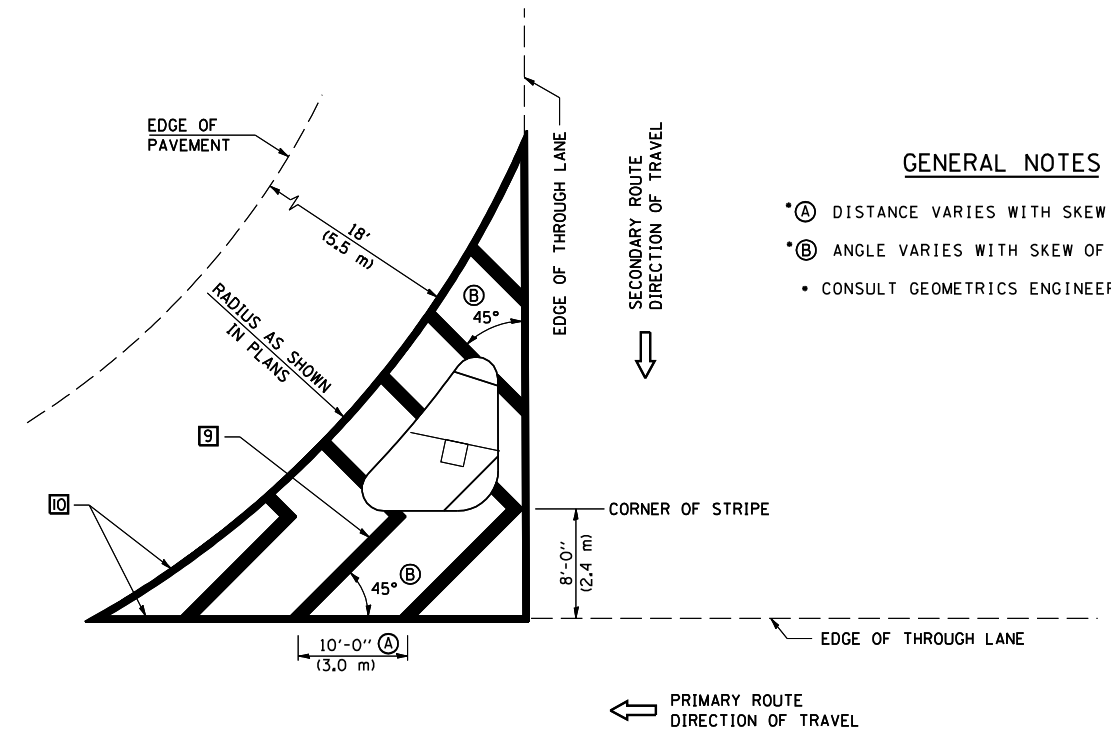 EDGE OF
PAVEMENT
18'
(5.5 m)
RADIUS AS SHOWN
IN PLANS
9
10
B
45°
EDGE OF THROUGH LANE
SECONDARY ROUTE
DIRECTION OF TRAVEL
GENERAL NOTES
*A DISTANCE VARIES WITH SKEW
*B ANGLE VARIES WITH SKEW OF
• CONSULT GEOMETRICS ENGINEER
CORNER OF STRIPE
8'-0"
(2.4 m)
45° B
10'-0" A
(3.0 m)
EDGE OF THROUGH LANE
PRIMARY ROUTE
DIRECTION OF TRAVEL